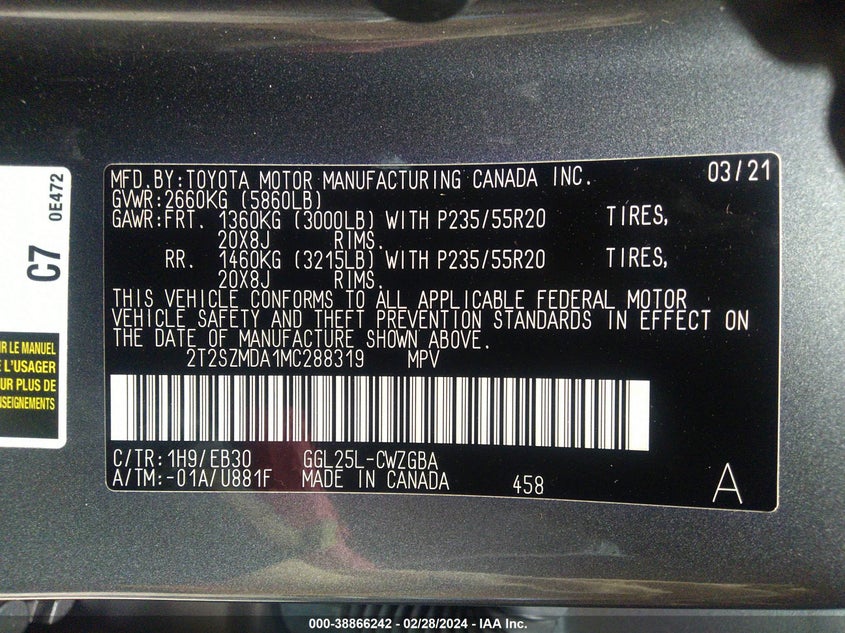 MFD.BY:TOYOTA MOTOR MANUFACTURING CANADA INC. 03/21
GVWR:2660KG (5860LB)
GAWR:FRT. 1360KG (3000LB) WITH P235/55R20 TIRES,
20X8J RIMS.
RR. 1460KG (3215LB) WITH P235/55R20 TIRES,
20X8J RIMS.
THIS VEHICLE CONFORMS TO ALL APPLICABLE FEDERAL MOTOR
VEHICLE SAFETY AND THEFT PREVENTION STANDARDS IN EFFECT ON
THE DATE OF MANUFACTURE SHOWN ABOVE.
2T2SZMDA1MC288319 MPV
C/TR:1H9/EB30 GGL25L-CWZGBA
A/TM:-01A/U881F MADE IN CANADA 458 A
C7 0E472
IR LE MANUEL
L'USAGER
UR PLUS DE
NSEIGNEMENTS
000-38866242 - 02/28/2024 - IAA Inc.